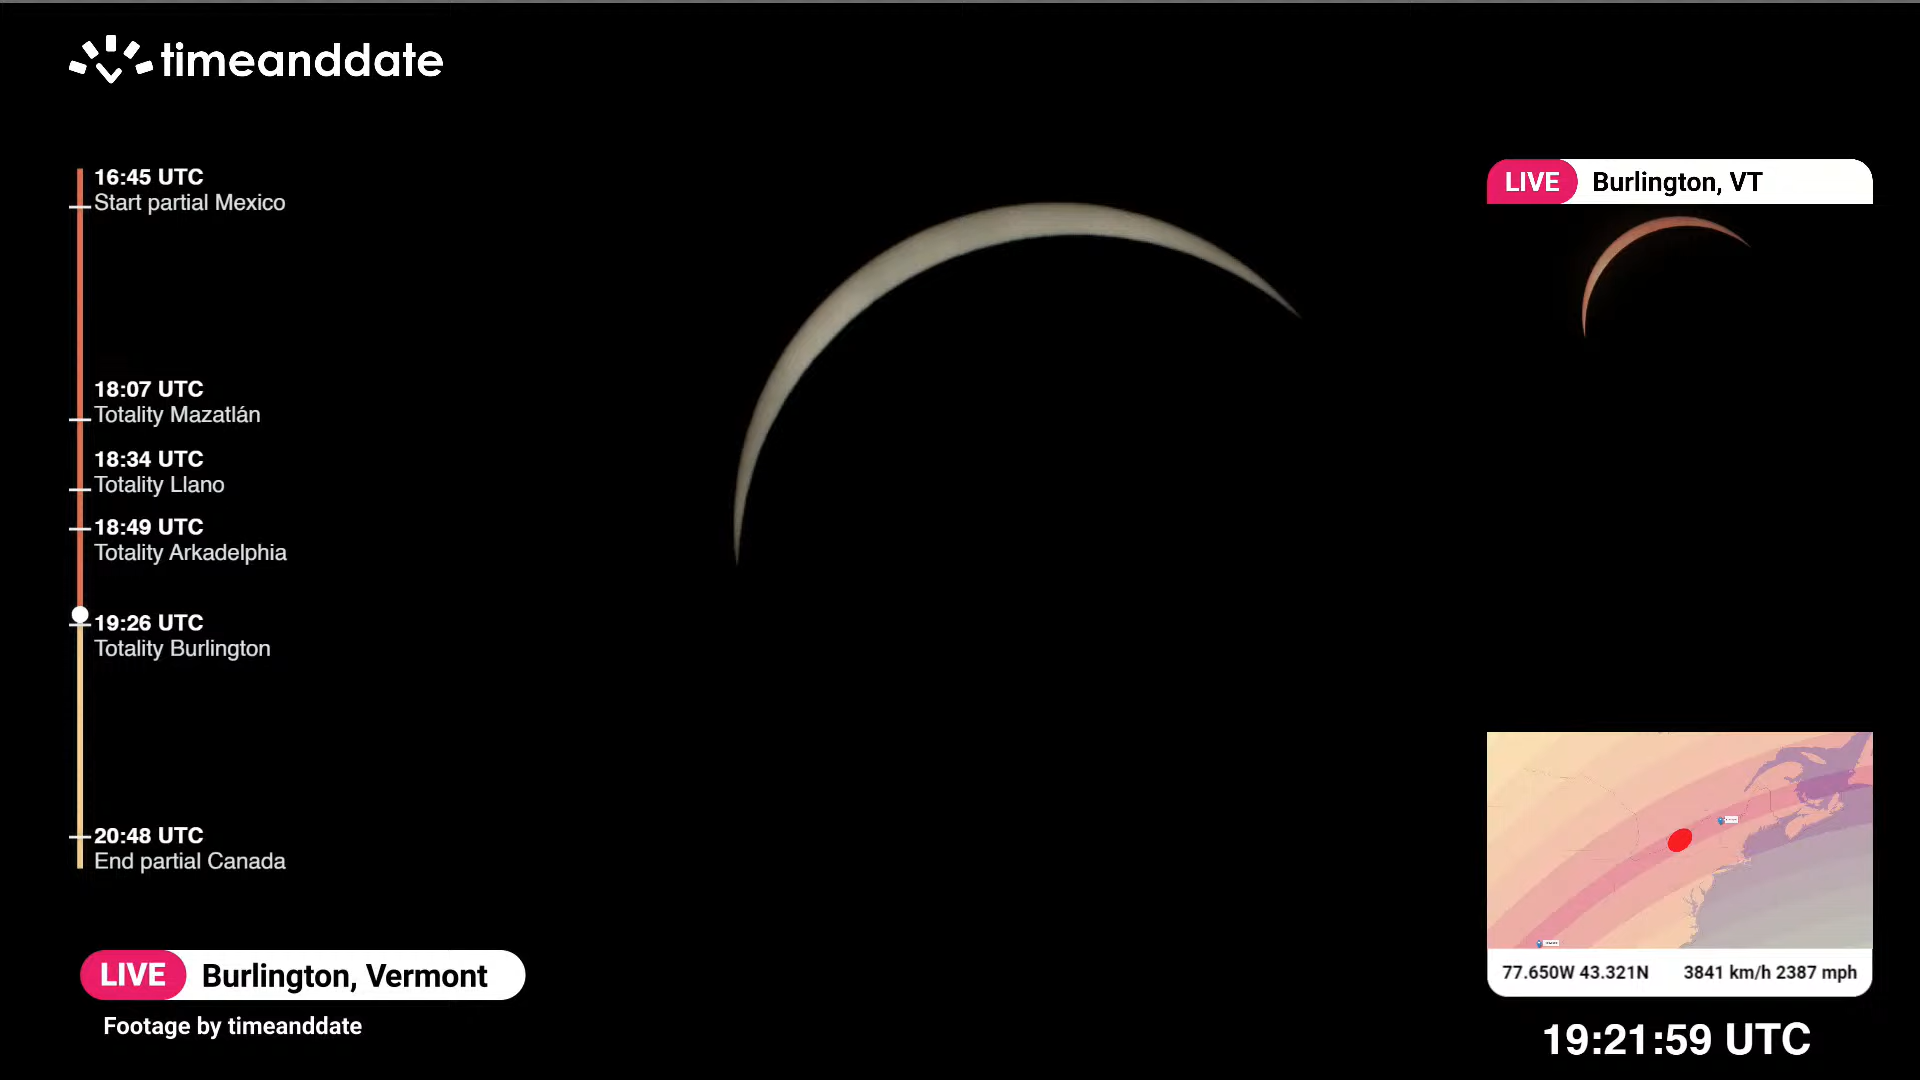 timeanddate
16:45 UTC
Start partial Mexico
18:07 UTC
Totality Mazatlán
18:34 UTC
Totality Llano
18:49 UTC
Totality Arkadelphia
19:26 UTC
Totality Burlington
20:48 UTC
End partial Canada
LIVE Burlington, Vermont
Footage by timeanddate
LIVE Burlington, VT
77.650W 43.321N 3841 km/h 2387 mph
19:21:59 UTC